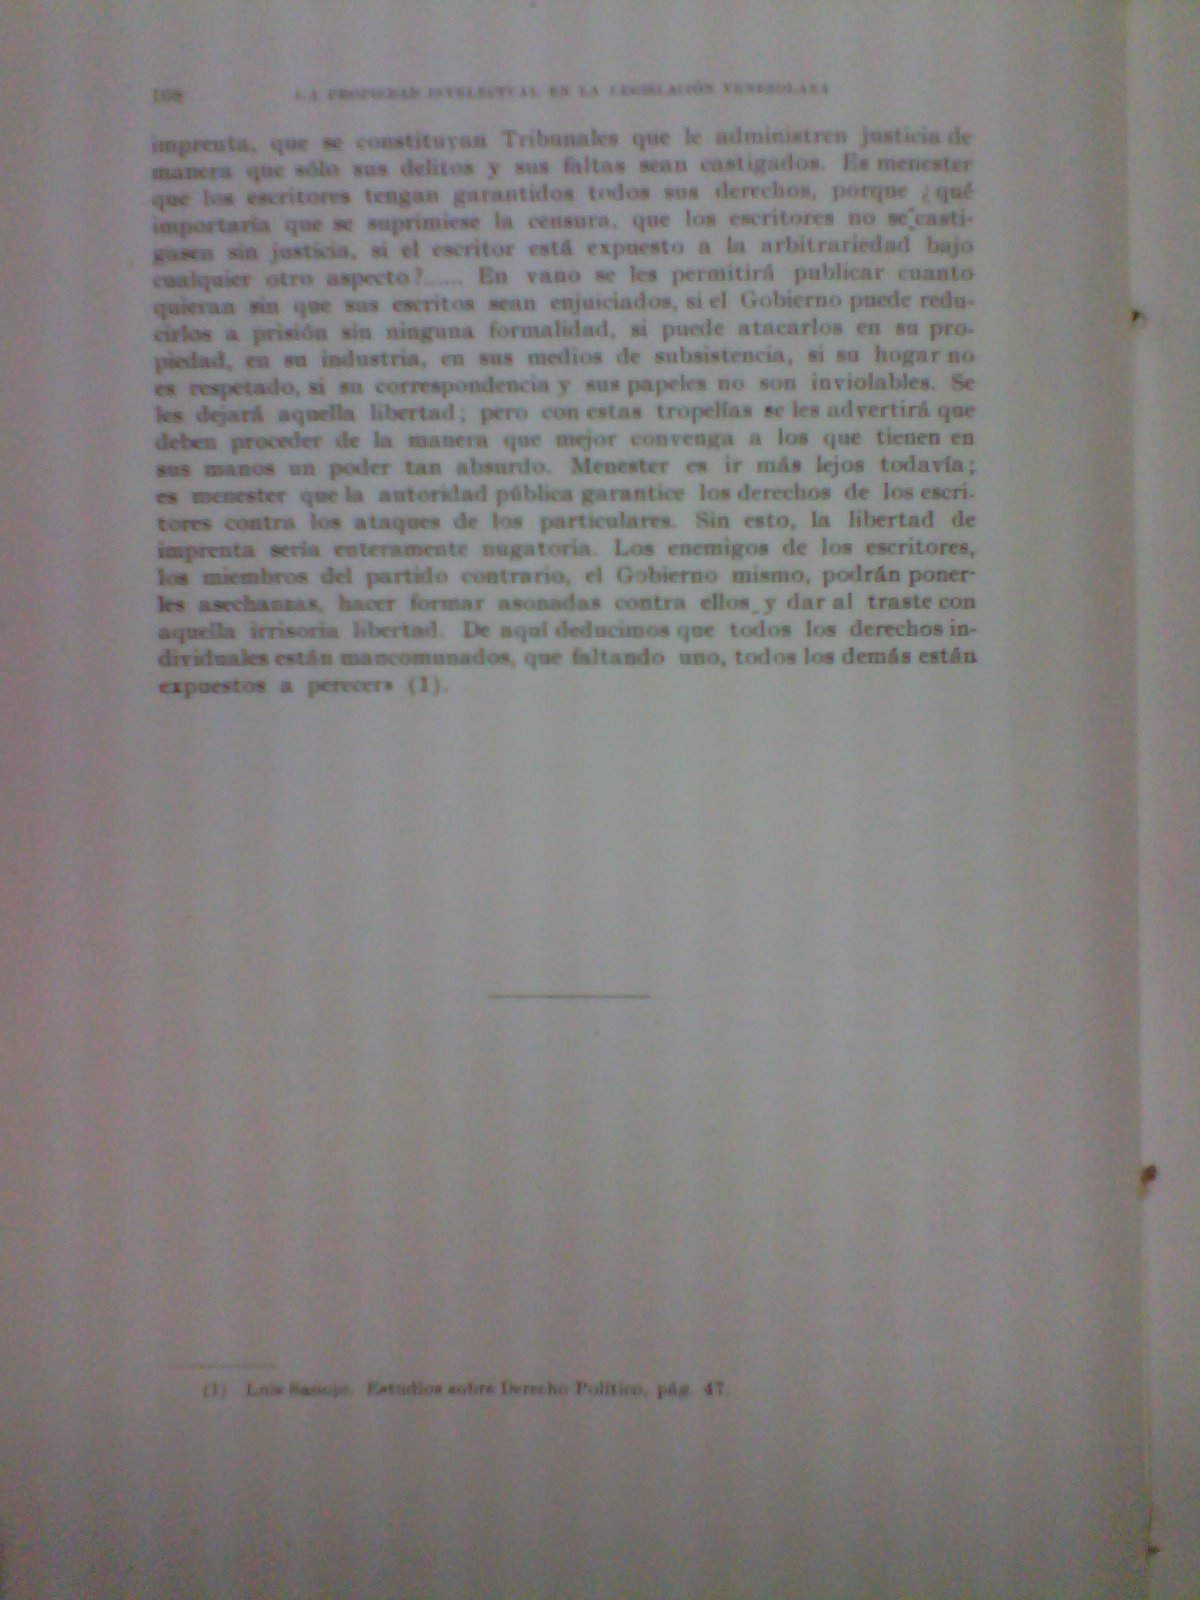 LA PROPIEDAD INTELECTUAL EN LA LEGISLACIÓN VENEZOLANA
imprenta, que se constituyan Tribunales que le administren justicia de
manera que sólo sus delitos y sus faltas sean castigados. Es menester
que los escritores tengan garantidos todos sus derechos, porque ¿qué
importaría que se suprimiese la censura, que los escritores no se casti-
gasen sin justicia, si el escritor está expuesto a la arbitrariedad bajo
cualquier otro aspecto?...... En vano se les permitirá publicar cuanto
quieran sin que sus escritos sean enjuiciados, si el Gobierno puede redu-
cirlos a prisión sin ninguna formalidad, si puede atacarlos en su pro-
piedad, en su industria, en sus medios de subsistencia, si su hogar no
es respetado, si su correspondencia y sus papeles no son inviolables. Se
les dejará aquella libertad; pero con estas tropelías se les advertirá que
deben proceder de la manera que mejor convenga a los que tienen en
sus manos un poder tan absurdo. Menester es ir más lejos todavía;
es menester que la autoridad pública garantice los derechos de los escri-
tores contra los ataques de los particulares. Sin esto, la libertad de
imprenta sería enteramente nugatoria. Los enemigos de los escritores,
los miembros del partido contrario, el Gobierno mismo, podrán poner-
les asechanzas, hacer formar asonadas contra ellos y dar al traste con
aquella irrisoria libertad. De aquí deducimos que todos los derechos in-
dividuales están mancomunados, que faltando uno, todos los demás están
expuestos a perecer» (1).
(1) Luis Sanojo. Estudios sobre Derecho Político, pág. 47.